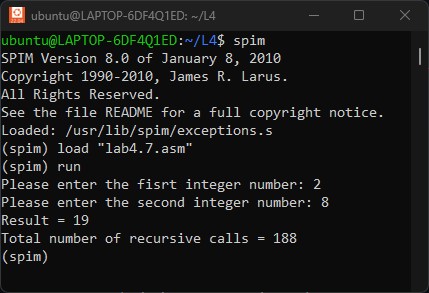 ubuntu@LAPTOP-6DF4Q1ED: ~/L4
ubuntu@LAPTOP-6DF4Q1ED:~/L4$ spim
SPIM Version 8.0 of January 8, 2010
Copyright 1990-2010, James R. Larus.
All Rights Reserved.
See the file README for a full copyright notice.
Loaded: /usr/lib/spim/exceptions.s
(spim) load "lab4.7.asm"
(spim) run
Please enter the fisrt integer number: 2
Please enter the second integer number: 8
Result = 19
Total number of recursive calls = 188
(spim)